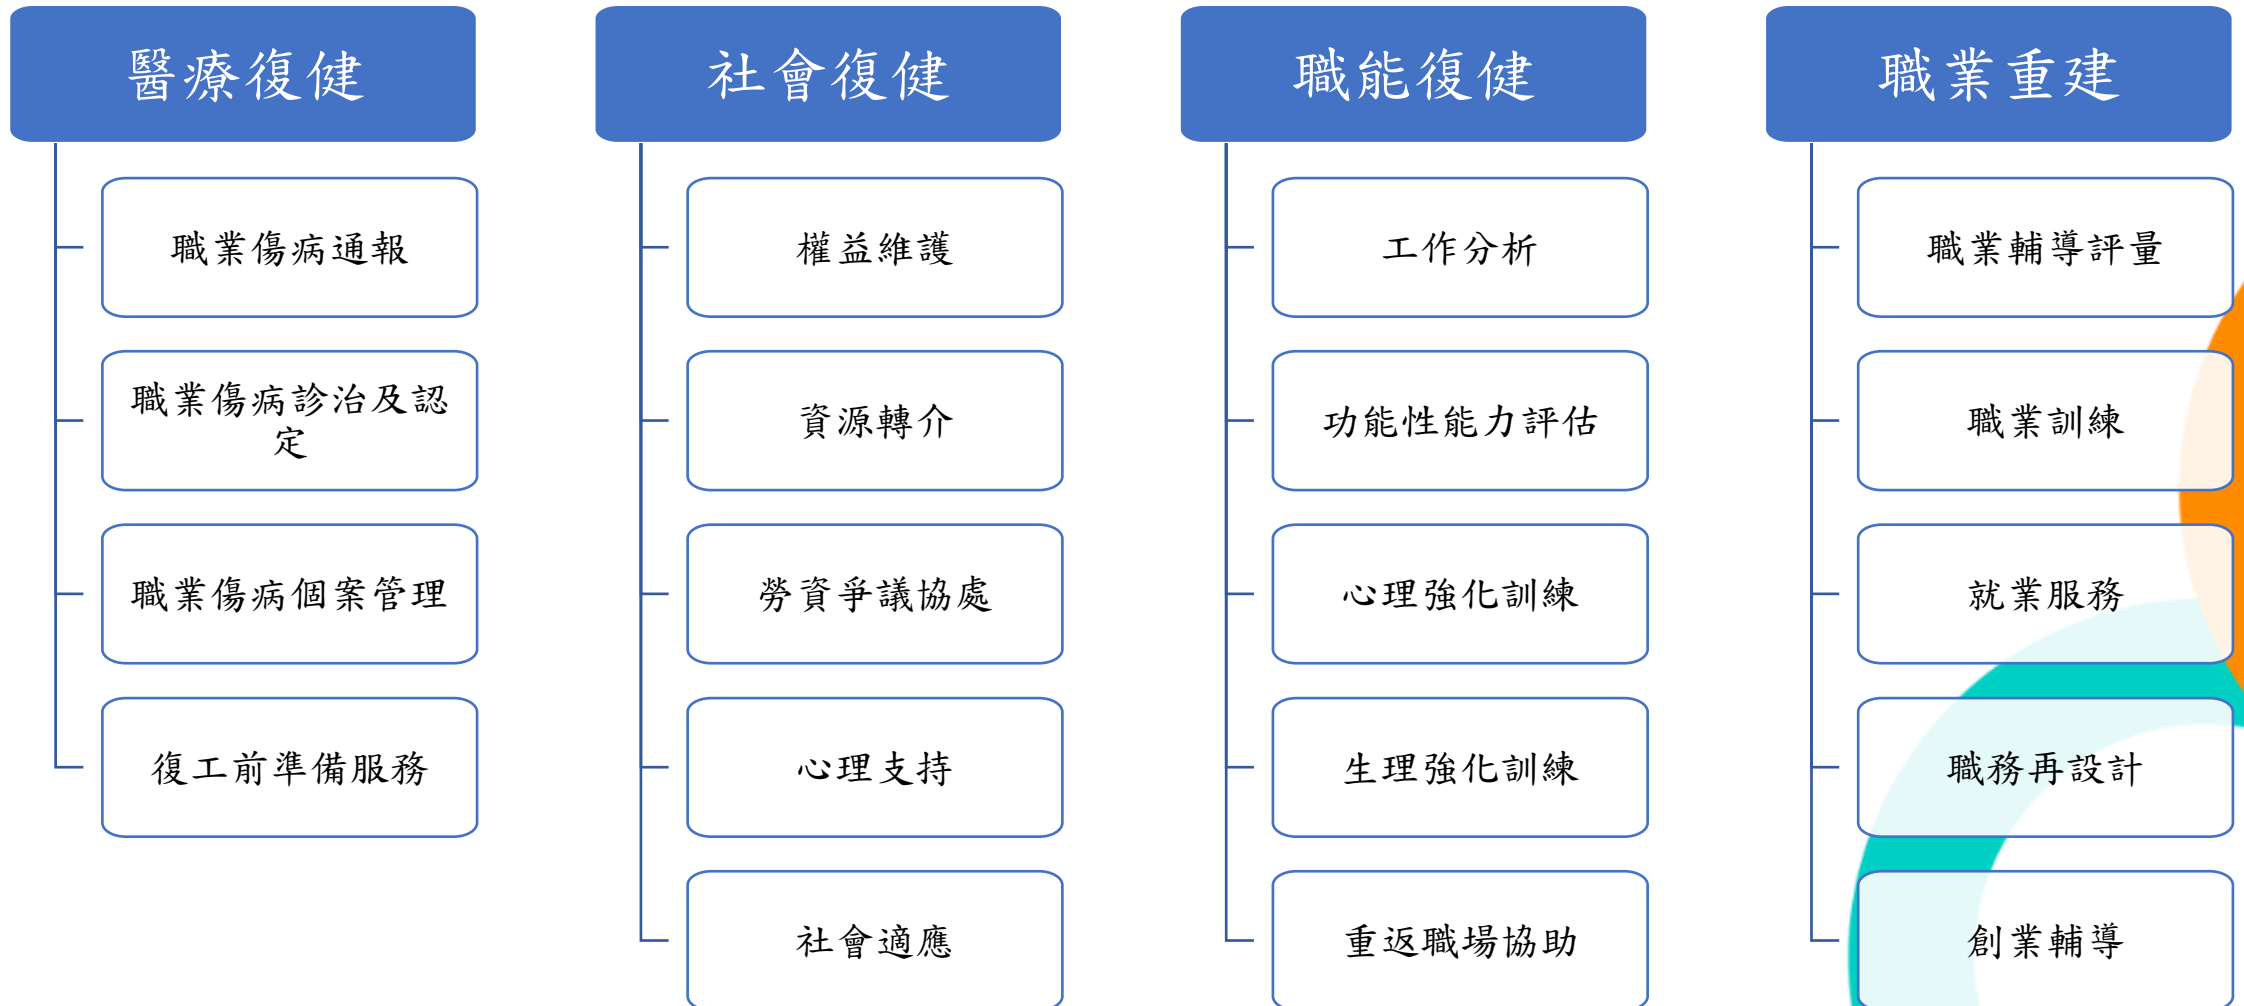 醫療復健
職業傷病通報
職業傷病診治及認
定
職業傷病個案管理
復工前準備服務
社會復健
權益維護
資源轉介
勞資爭議協處
心理支持
社會適應
職能復健
工作分析
功能性能力評估
心理強化訓練
生理強化訓練
重返職場協助
職業重建
職業輔導評量
職業訓練
就業服務
職務再設計
創業輔導